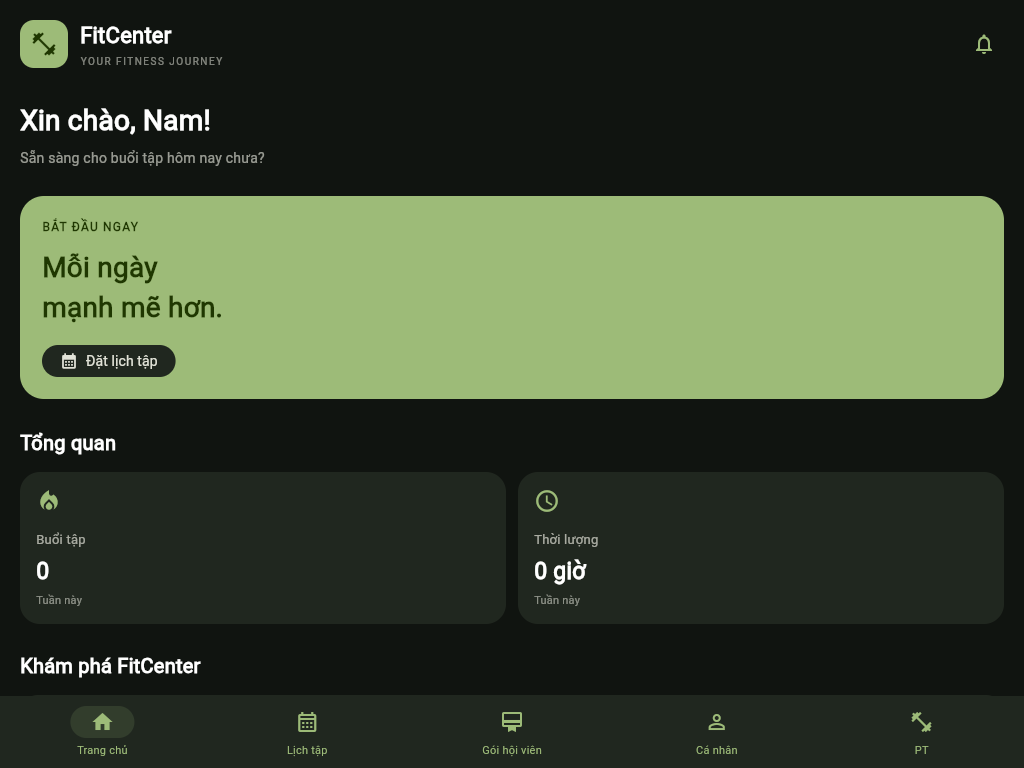 FitCenter
YOUR FITNESS JOURNEY
Xin chào, Nam!
Sẵn sàng cho buổi tập hôm nay chưa?
BẮT ĐẦU NGAY
Mỗi ngày
mạnh mẽ hơn.
Đặt lịch tập
Tổng quan
Buổi tập
0
Tuần này
Thời lượng
0 giờ
Tuần này
Khám phá FitCenter
Trang chủ
Lịch tập
Gói hội viên
Cá nhân
PT